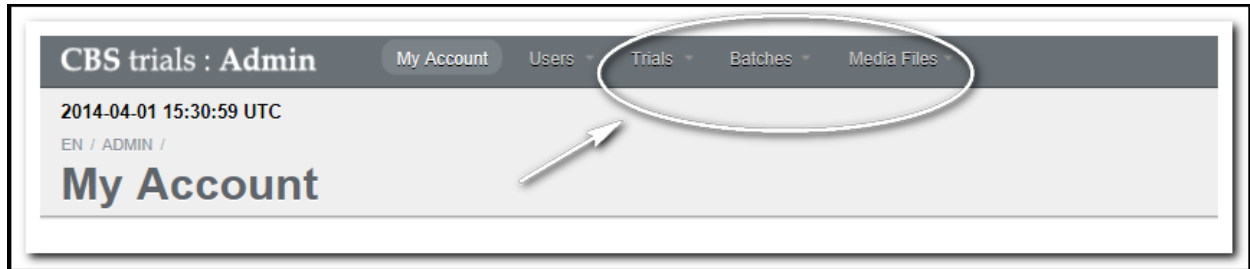 CBS trials : Admin My Account Users Trials Batches Media Files
2014-04-01 15:30:59 UTC
EN / ADMIN /
My Account